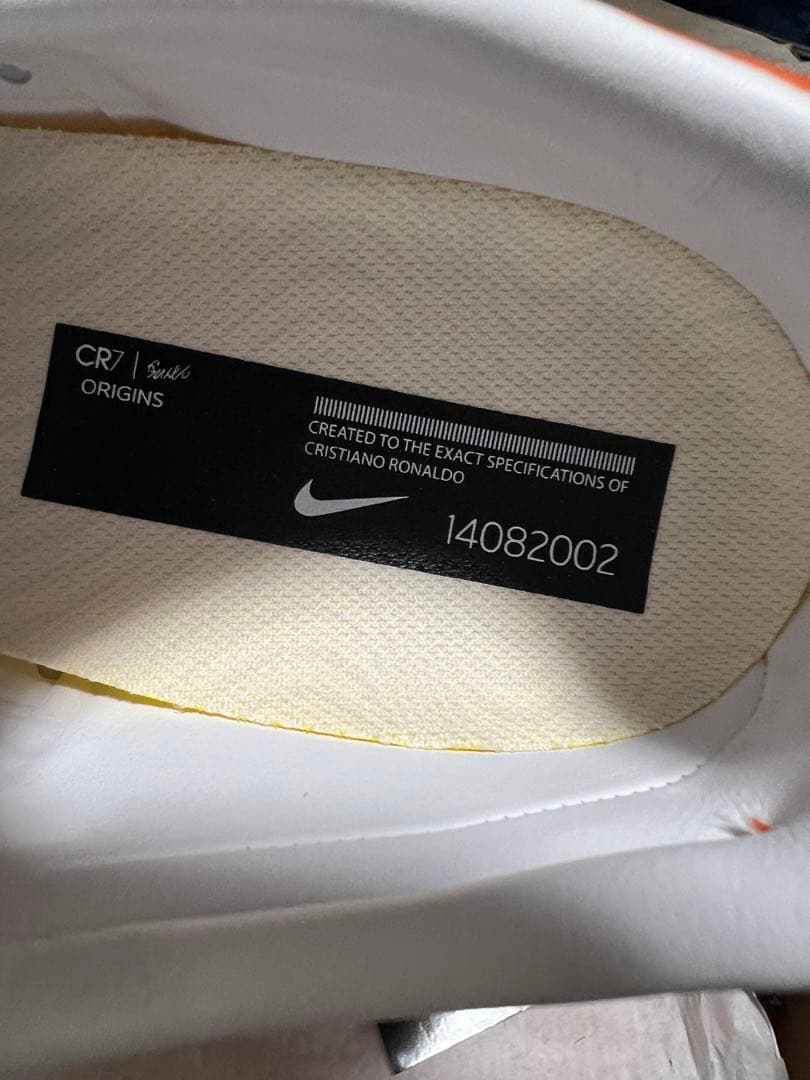 CR7 |
ORIGINS
CREATED TO THE EXACT SPECIFICATIONS OF
CRISTIANO RONALDO
14082002